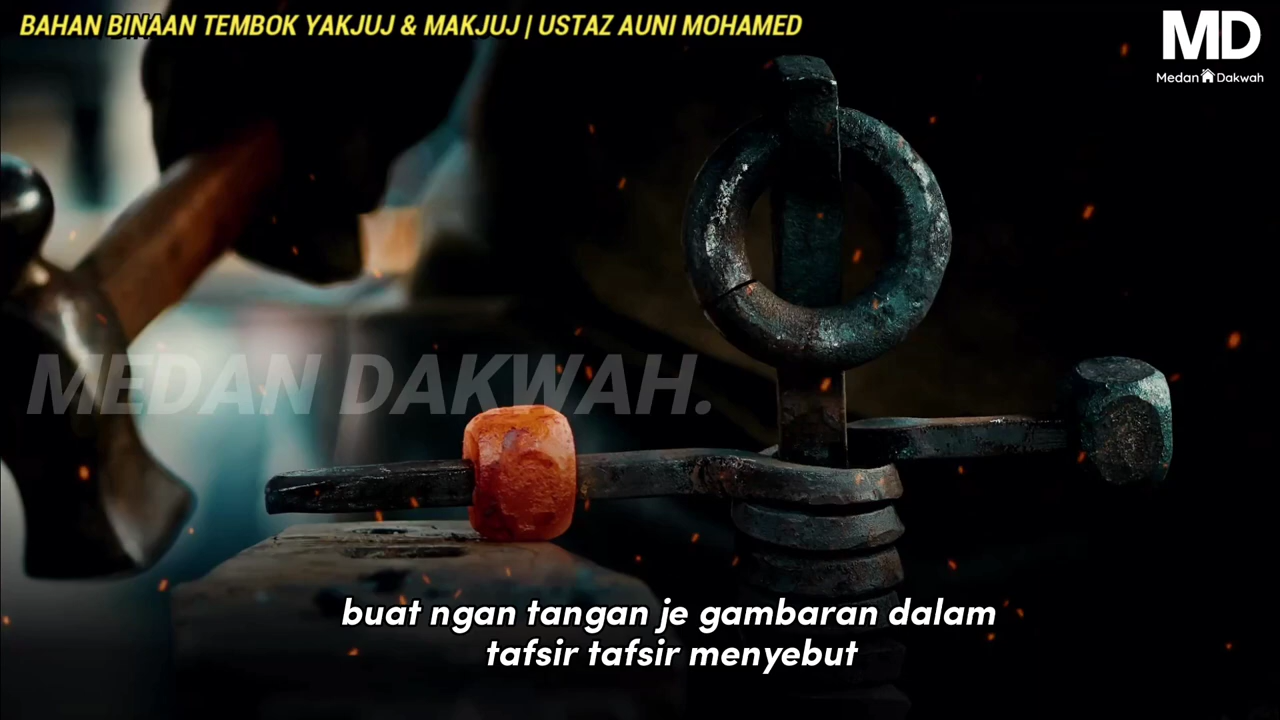 BAHAN BINAAN TEMBOK YAKJUJ & MAKJUJ | USTAZ AUNI MOHAMED
MD
Medan Dakwah
MEDAN DAKWAH.
buat ngan tangan je gambaran dalam
tafsir tafsir menyebut